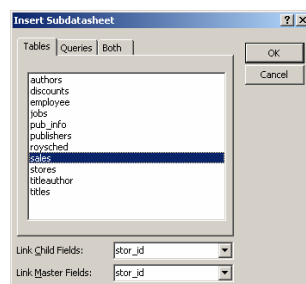 Insert Subdatasheet
Tables Queries Both
OK
Cancel
authors
discounts
employee
jobs
pub_info
publishers
roysched
sales
stores
titleauthor
titles
Link Child Fields: stor_id
Link Master Fields: stor_id